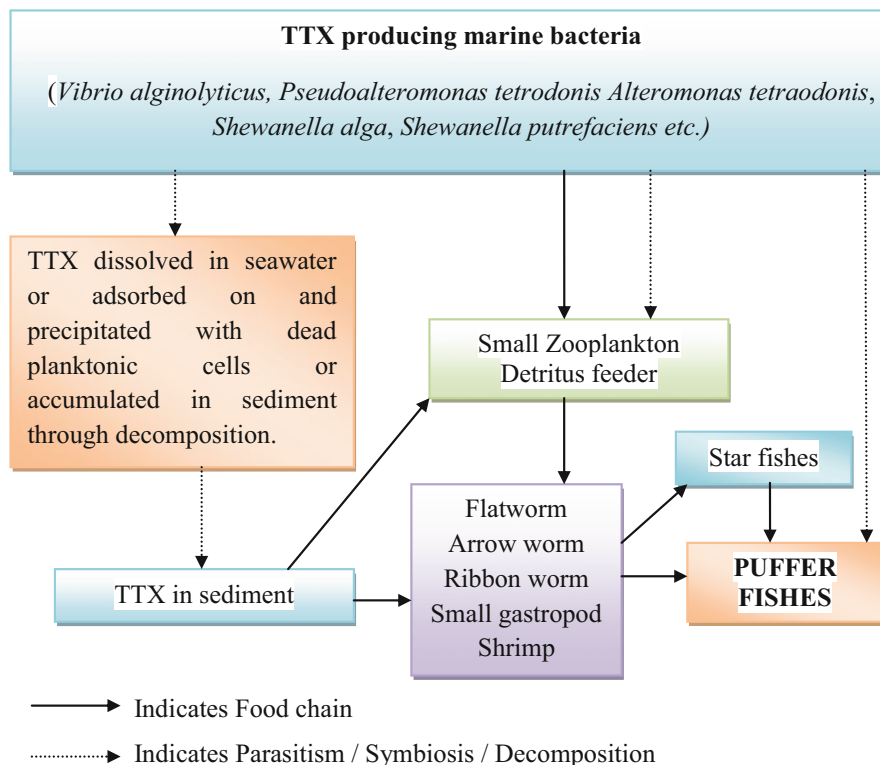 TTX producing marine bacteria
(Vibrio alginolyticus, Pseudoalteromonas tetrodonis Alteromonas tetraodonis,
Shewanella alga, Shewanella putrefaciens etc.)
TTX dissolved in seawater
or adsorbed on and
precipitated with dead
planktonic cells or
accumulated in sediment
through decomposition.
Small Zooplankton
Detritus feeder
Star fishes
Flatworm
Arrow worm
Ribbon worm
Small gastropod
Shrimp
PUFFER
FISHES
TTX in sediment
Indicates Food chain
Indicates Parasitism / Symbiosis / Decomposition